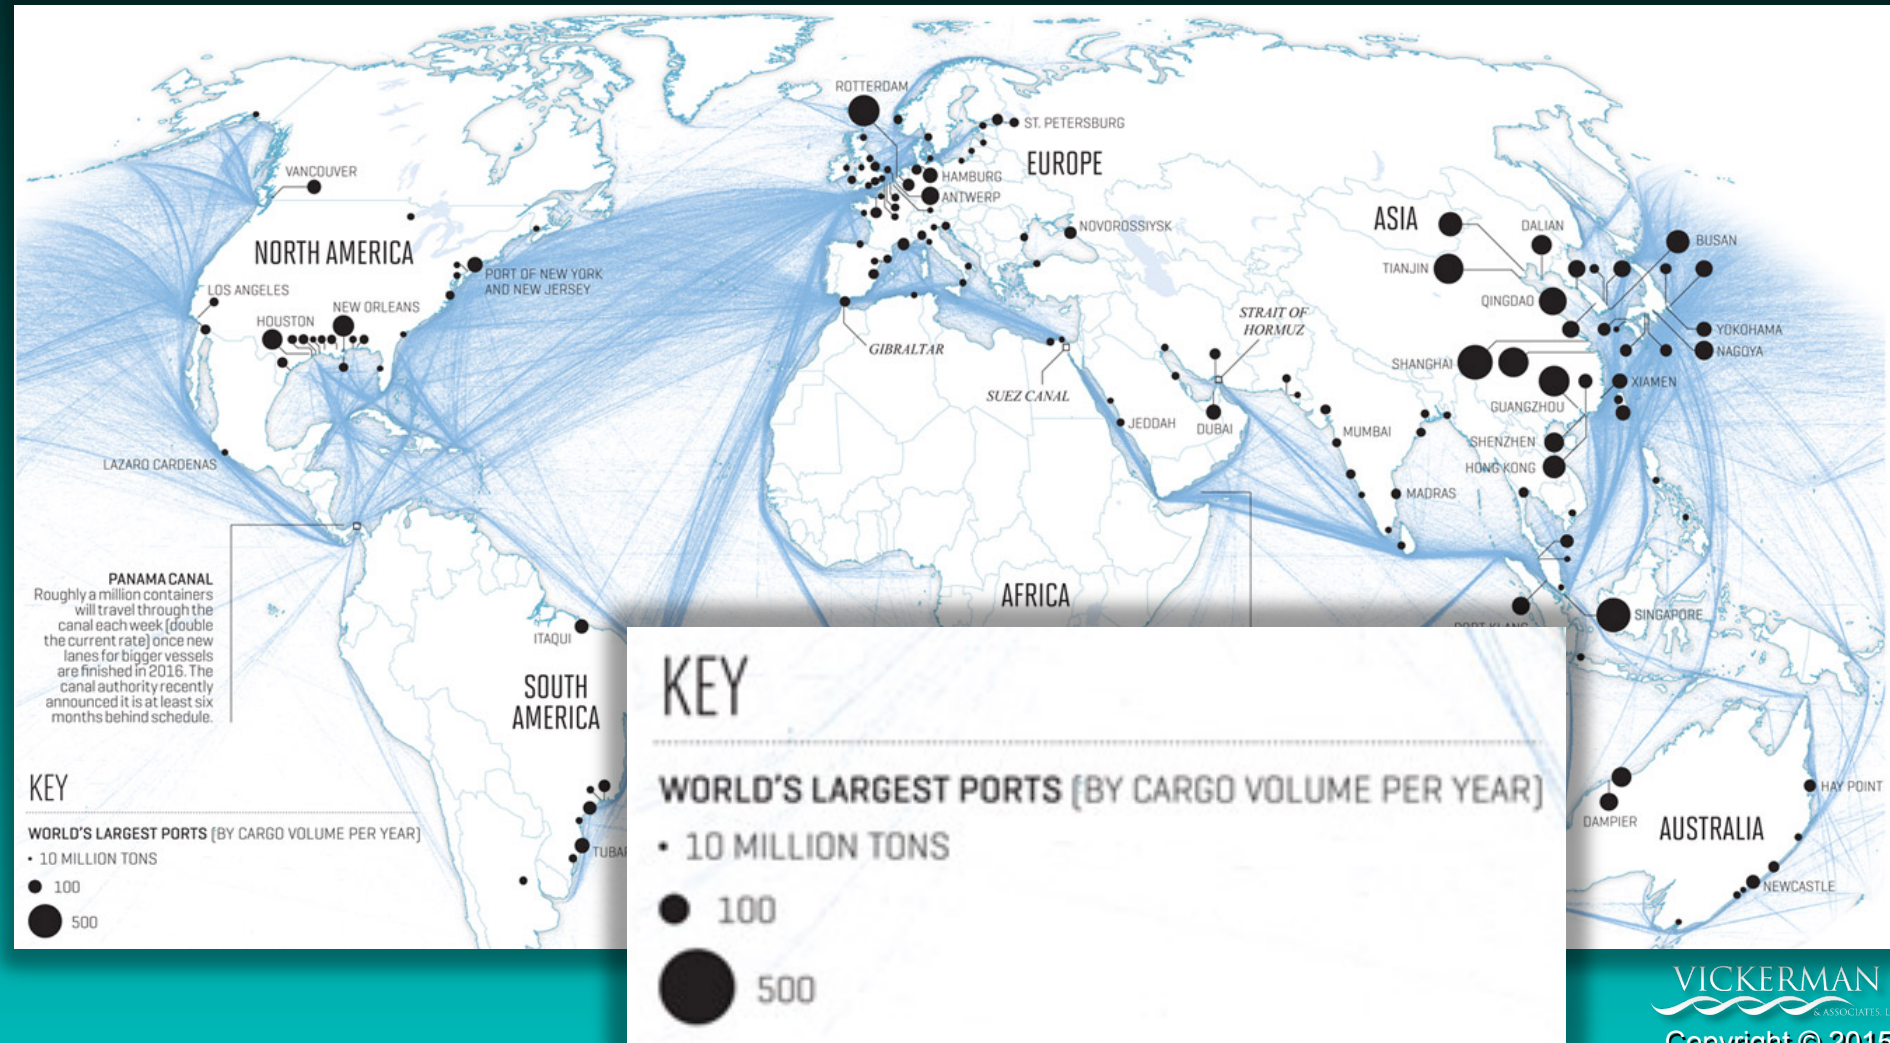 ROTTERDAM
ST. PETERSBURG
EUROPE
VANCOUVER
HAMBURG
ANTWERP
ASIA
DALIAN
NOVOROSSIYSK
BUSAN
NORTH AMERICA
TIANJIN
PORT OF NEW YORK
AND NEW JERSEY
LOS ANGELES
NEW ORLEANS
QINGDAO
HOUSTON
STRAIT OF
HORMUZ
YOKOHAMA
GIBRALTAR
NAGOYA
SHANGHAI
XIAMEN
SUEZ CANAL
GUANGZHOU
JEDDAH
DUBAI
MUMBAI
SHENZHEN
LAZARO CARDENAS
HONG KONG
MADRAS
PANAMA CANAL
Roughly a million containers
will travel through the
canal each week (double
the current rate) once new
lanes for bigger vessels
are finished in 2016. The
canal authority recently
announced it is at least six
months behind schedule.
AFRICA
SINGAPORE
PORT KLANG
ITAQUI
SOUTH
AMERICA
KEY
WORLD'S LARGEST PORTS (BY CARGO VOLUME PER YEAR)
10 MILLION TONS
100
500
TUBAR
KEY
WORLD'S LARGEST PORTS (BY CARGO VOLUME PER YEAR)
10 MILLION TONS
100
500
HAY POINT
DAMPIER
AUSTRALIA
NEWCASTLE
VICKERMAN
& ASSOCIATES, L
Copyright © 2015